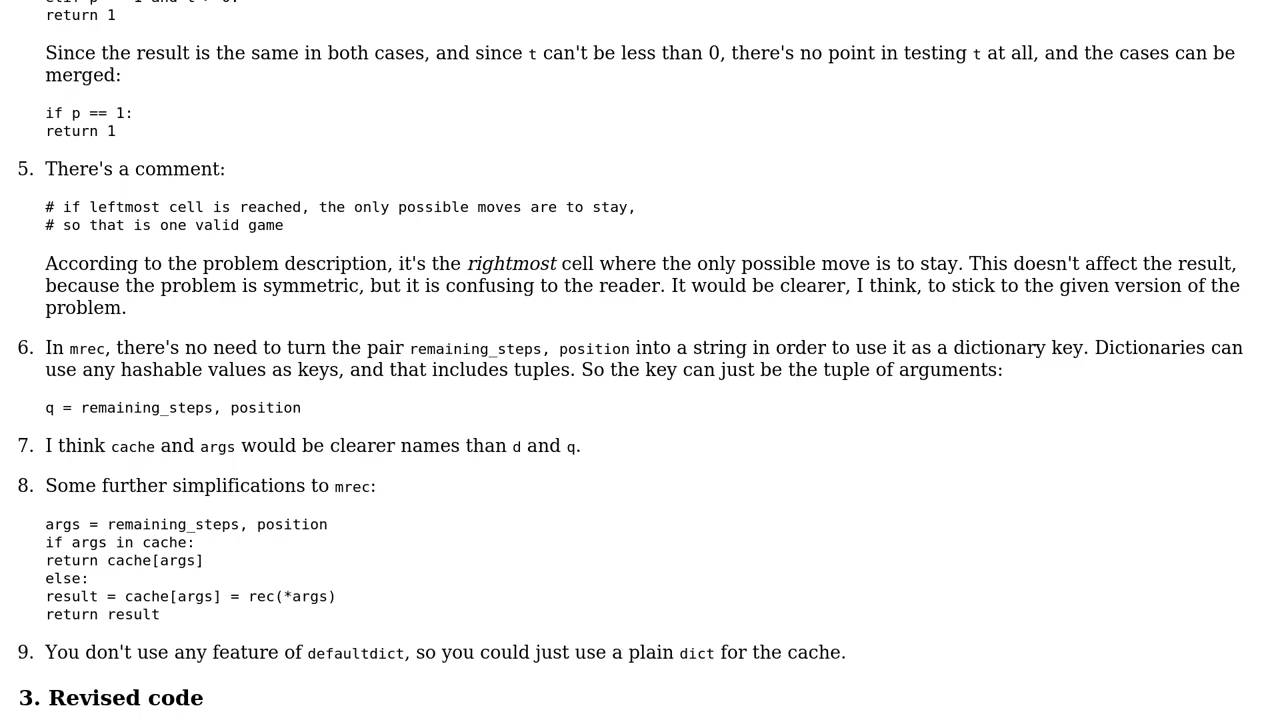 return 1
Since the result is the same in both cases, and since t can't be less than 0, there's no point in testing t at all, and the cases can be
merged:
if p == 1:
return 1
5. There's a comment:
# if leftmost cell is reached, the only possible moves are to stay,
# so that is one valid game
According to the problem description, it's the rightmost cell where the only possible move is to stay. This doesn't affect the result,
because the problem is symmetric, but it is confusing to the reader. It would be clearer, I think, to stick to the given version of the
problem.
6. In mrec, there's no need to turn the pair remaining_steps, position into a string in order to use it as a dictionary key. Dictionaries can
use any hashable values as keys, and that includes tuples. So the key can just be the tuple of arguments:
q = remaining_steps, position
7. I think cache and args would be clearer names than d and q.
8. Some further simplifications to mrec:
args = remaining_steps, position
if args in cache:
return cache[args]
else:
result = cache[args] = rec(*args)
return result
9. You don't use any feature of defaultdict, so you could just use a plain dict for the cache.
3. Revised code